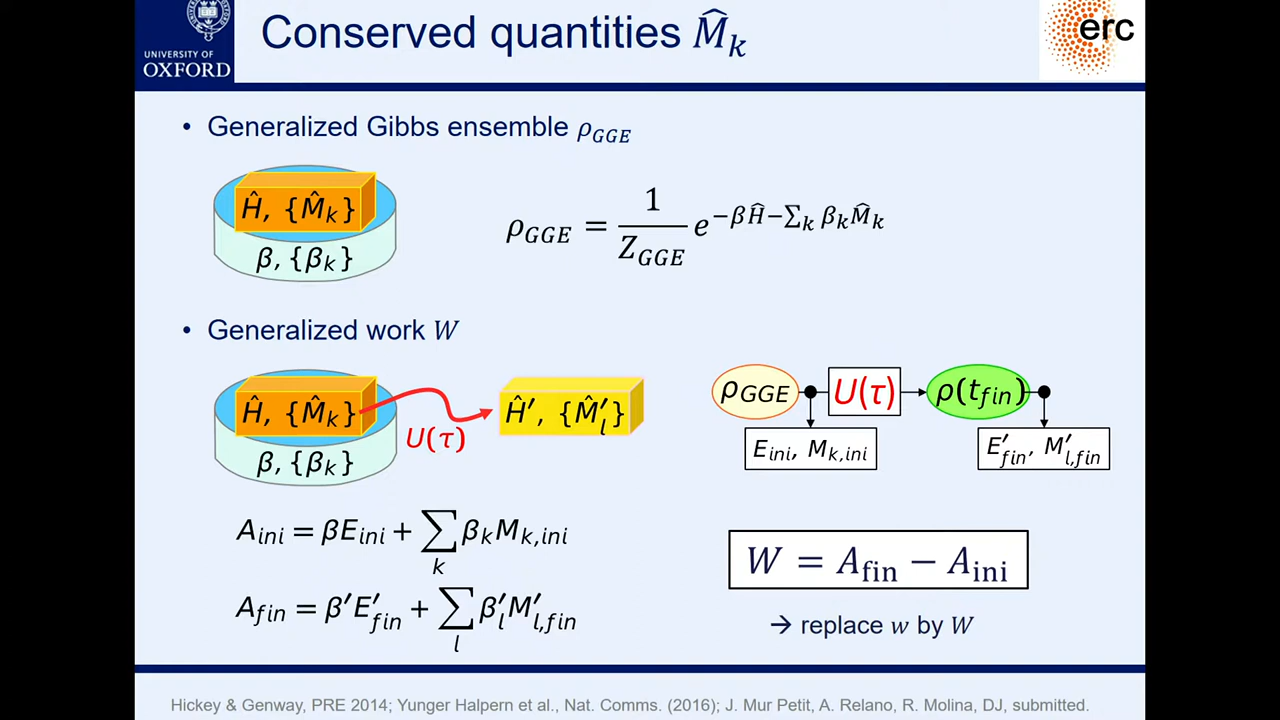 UNIVERSITY OF
OXFORD
Conserved quantities M̂ₖ
erc
• Generalized Gibbs ensemble ρ_GGE
Ĥ, {M̂ₖ}
β, {βₖ}
ρ_GGE = 1/Z_GGE e^(−βĤ−∑ₖ βₖM̂ₖ)
• Generalized work W
Ĥ, {M̂ₖ}
β, {βₖ}
U(τ)
Ĥ′, {M̂′_l}
ρ_GGE
U(τ)
ρ(t_fin)
E_ini, M_k,ini
E′_fin, M′_l,fin
A_ini = βE_ini + ∑_k βₖM_k,ini
A_fin = β′E′_fin + ∑_l β′_l M′_l,fin
W = A_fin − A_ini
→ replace w by W
Hickey & Genway, PRE 2014; Yunger Halpern et al., Nat. Comms. (2016); J. Mur Petit, A. Relano, R. Molina, DJ, submitted.